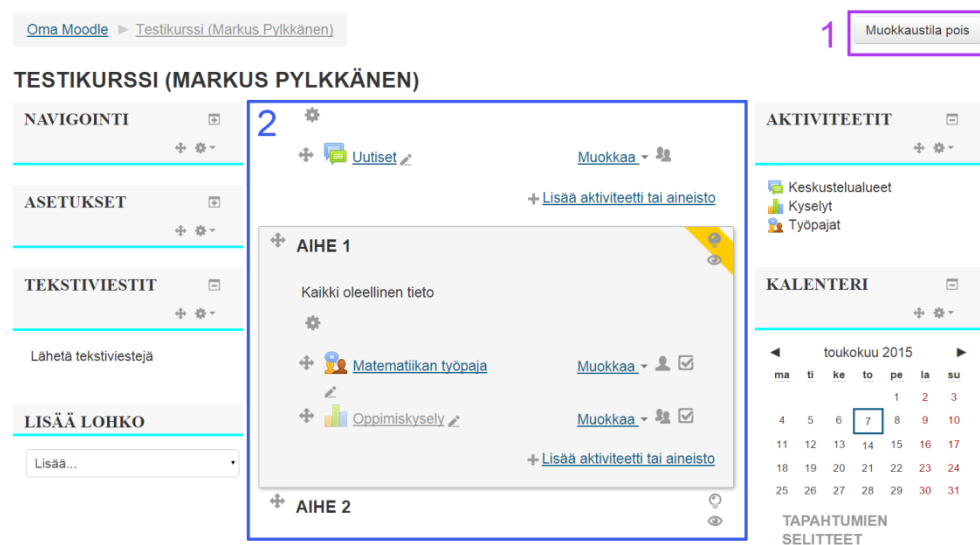 Oma Moodle ► Testikurssi (Markus Pylkkänen)
1
Muokkaustila pois
TESTIKURSSI (MARKUS PYLKKÄNEN)
NAVIGOINTI
ASETUKSET
TEKSTIVIESTIT
Lähetä tekstiviestejä
LISÄÄ LOHKO
Lisää...
2
Uutiset Muokkaa
Lisää aktiviteetti tai aineisto
AIHE 1
Kaikki oleellinen tieto
Matematiikan työpaja Muokkaa
Oppimiskysely Muokkaa
Lisää aktiviteetti tai aineisto
AIHE 2
AKTIVITEETIT
Keskustelualueet
Kyselyt
Työpajat
KALENTERI
◄ toukokuu 2015 ►
ma ti ke to pe la su
1 2 3
4 5 6 7 8 9 10
11 12 13 14 15 16 17
18 19 20 21 22 23 24
25 26 27 28 29 30 31
TAPAHTUMIEN
SELITTEET